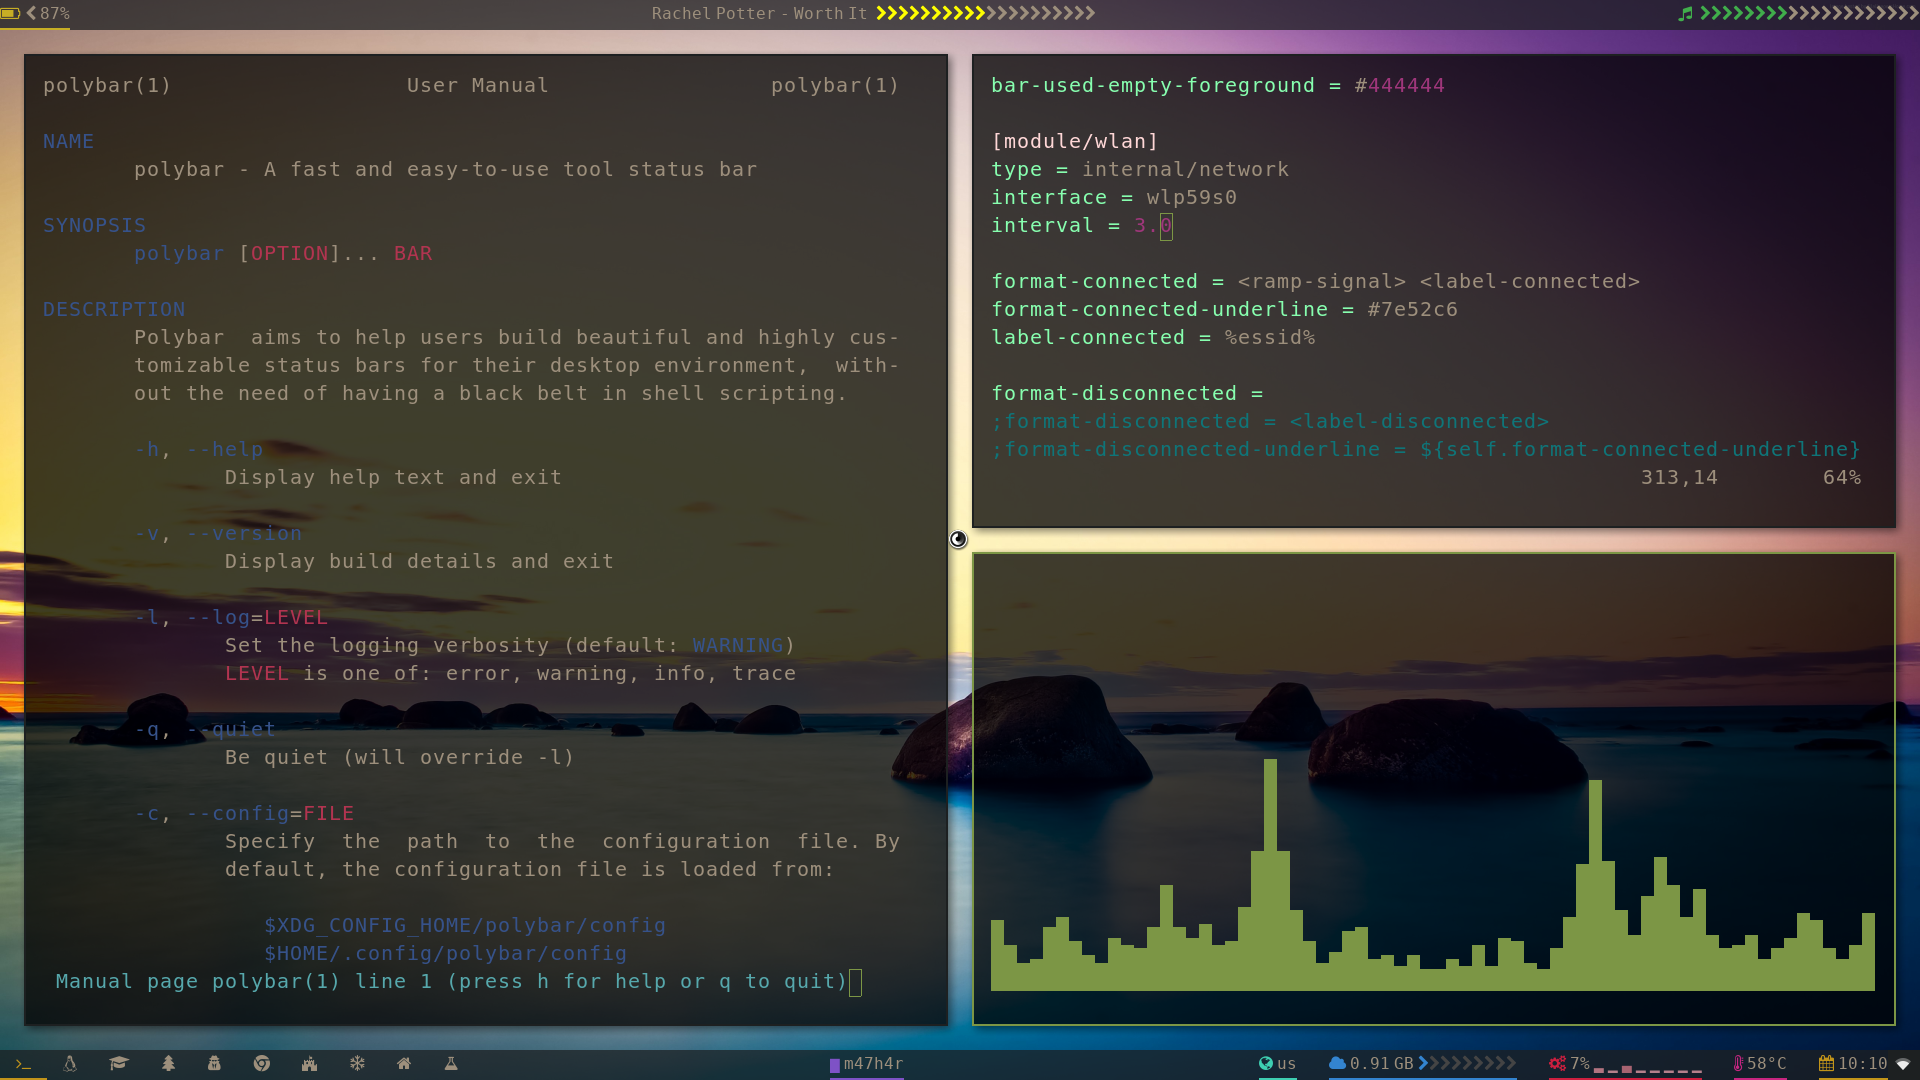 87%
Rachel Potter - Worth It
polybar(1) User Manual polybar(1)
NAME
polybar - A fast and easy-to-use tool status bar
SYNOPSIS
polybar [OPTION]... BAR
DESCRIPTION
Polybar aims to help users build beautiful and highly cus-
tomizable status bars for their desktop environment, with-
out the need of having a black belt in shell scripting.
-h, --help
Display help text and exit
-v, --version
Display build details and exit
-l, --log=LEVEL
Set the logging verbosity (default: WARNING)
LEVEL is one of: error, warning, info, trace
-q, --quiet
Be quiet (will override -l)
-c, --config=FILE
Specify the path to the configuration file. By
default, the configuration file is loaded from:
$XDG_CONFIG_HOME/polybar/config
$HOME/.config/polybar/config
Manual page polybar(1) line 1 (press h for help or q to quit)
bar-used-empty-foreground = #444444
[module/wlan]
type = internal/network
interface = wlp59s0
interval = 3.0
format-connected = <ramp-signal> <label-connected>
format-connected-underline = #7e52c6
label-connected = %essid%
format-disconnected =
;format-disconnected = <label-disconnected>
;format-disconnected-underline = ${self.format-connected-underline}
313,14 64%
m47h4r
us
0.91 GB
7%
58°C
10:10